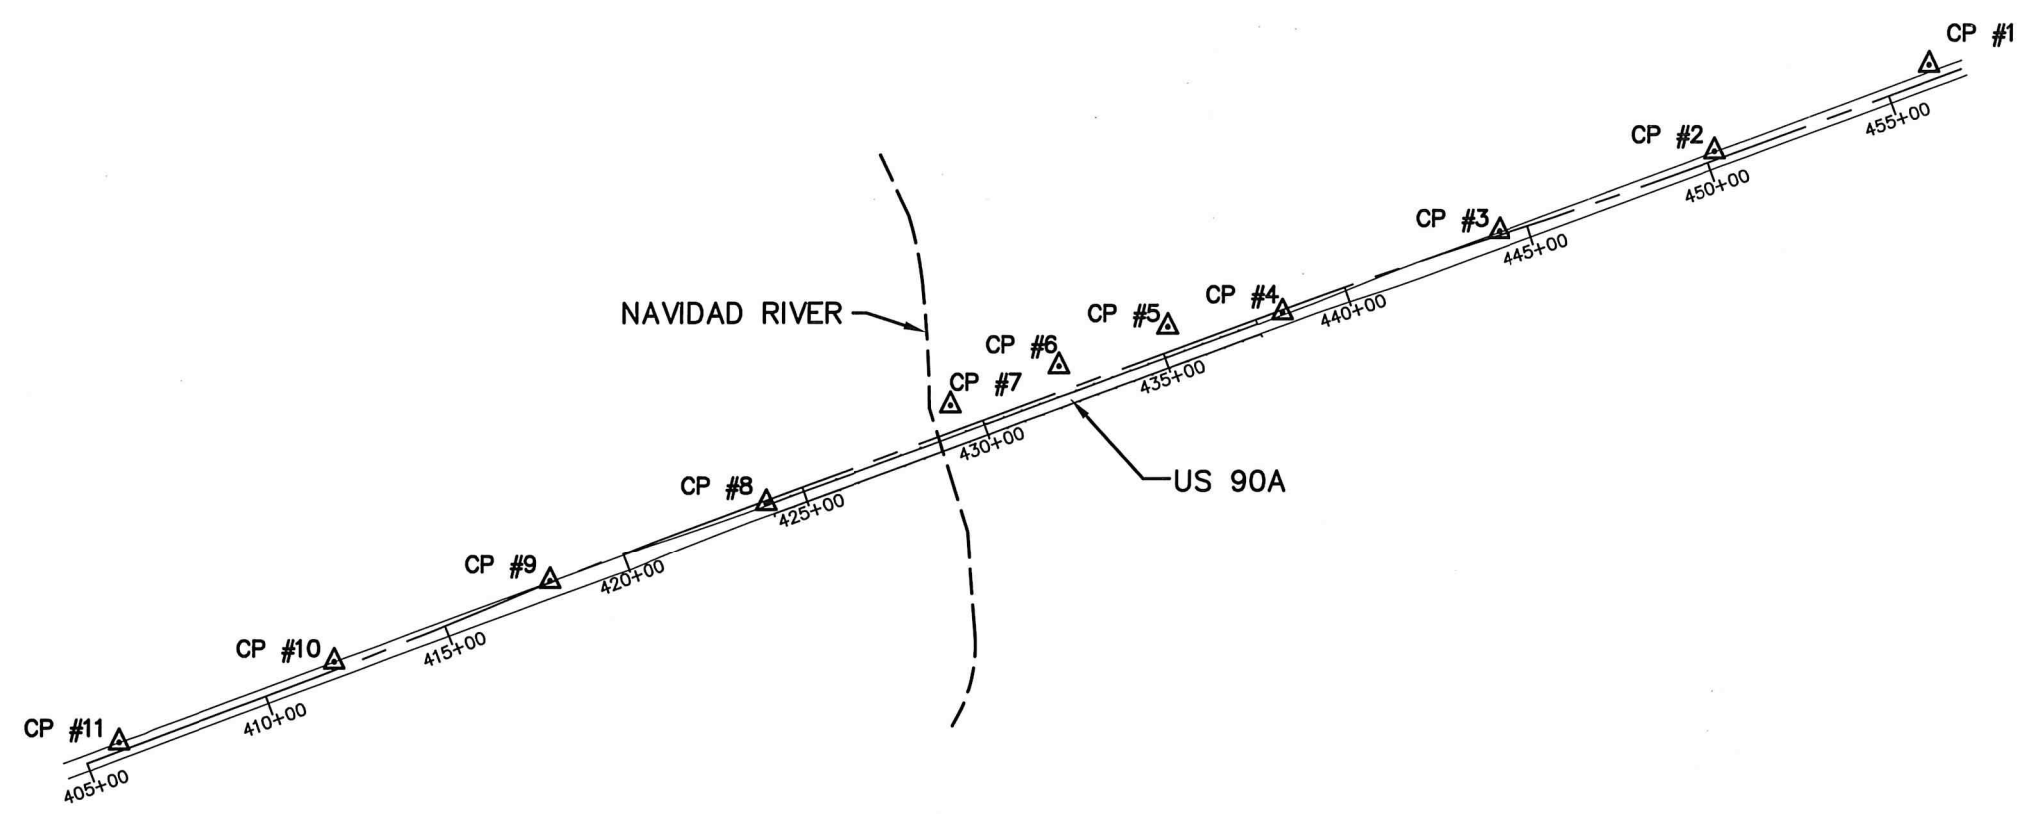 CP #1
455+00
CP #2
450+00
CP #3
445+00
CP #4
440+00
CP #5
435+00
CP #6
NAVIDAD RIVER
CP #7
430+00
US 90A
CP #8
425+00
CP #9
420+00
CP #10
415+00
410+00
CP #11
405+00